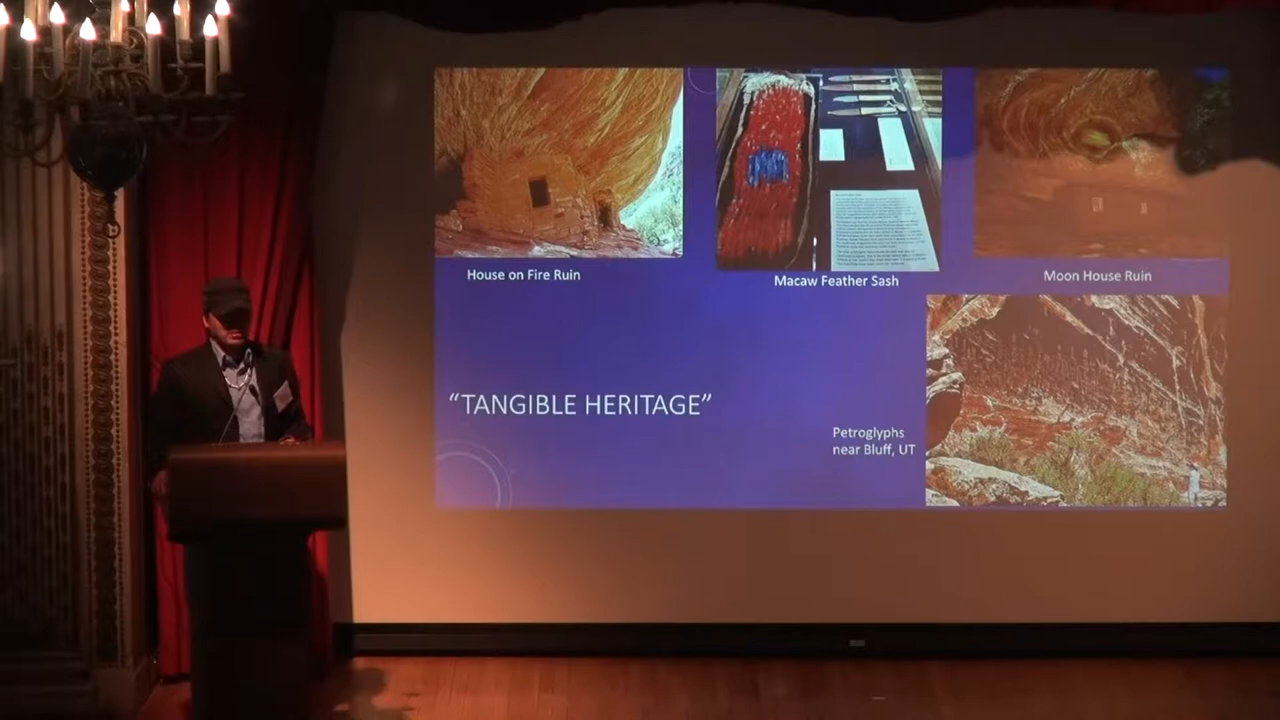 House on Fire Ruin
Macaw Feather Sash
Moon House Ruin
“TANGIBLE HERITAGE”
Petroglyphs
near Bluff, UT